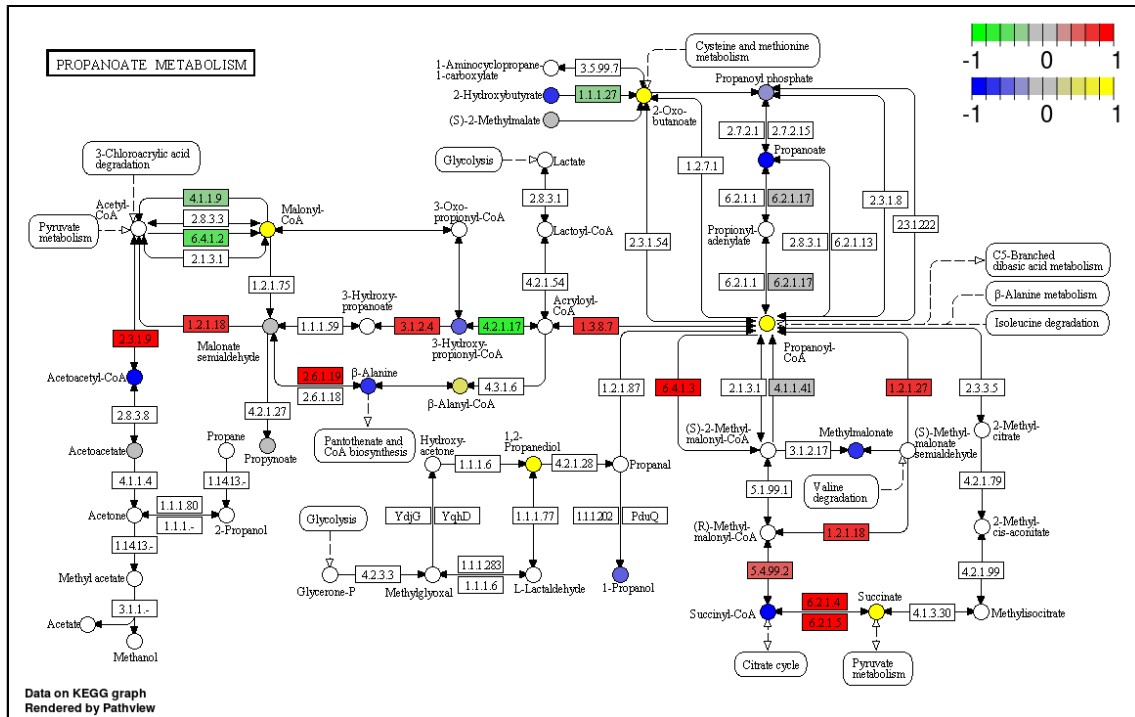 PROPANOATE METABOLISM
-1 0 1
-1 0 1
Cysteine and methionine
metabolism
1-Aminocyclopropane
1-carboxylate
3.5.99.7
2-Hydroxybutyrate
1.1.1.27
(S)-2-Methylmalate
2-Oxo-
butanoate
Propanoyl phosphate
2.7.2.1
2.7.2.15
1.2.7.1
Propanoate
3-Chloroacrylic acid
degradation
Glycolysis
Lactate
Acetyl-
CoA
Pyruvate
metabolism
4.1.1.9
2.8.3.3
6.4.1.2
2.1.3.1
Malonyl-
CoA
3-Oxo-
propionyl-CoA
2.8.3.1
Lactoyl-CoA
6.2.1.1
6.2.1.17
2.3.1.8
2.3.1.222
Propionyl-
adenylate
2.3.1.54
2.8.3.1
6.2.1.13
C5-Branched
dibasic acid metabolism
1.2.1.75
4.2.1.54
6.2.1.1
6.2.1.17
β-Alanine metabolism
3-Hydroxy-
propanoate
Acryloyl-
CoA
Isoleucine degradation
1.2.1.18
1.1.1.59
3.1.2.4
4.2.1.17
1.3.8.7
2.3.1.9
Malonate
semialdehyde
3-Hydroxy-
propionyl-CoA
Propanoyl-
CoA
Acetoacetyl-CoA
2.6.1.19
2.6.1.18
β-Alanine
4.3.1.6
β-Alanyl-CoA
1.2.1.87
6.4.1.3
2.1.3.1
4.1.1.41
1.2.1.27
2.3.3.5
2.8.3.8
4.2.1.27
Acetoacetate
Propane
Propynoate
Pantothenate and
CoA biosynthesis
Hydroxy-
acetone
1,2-
Propanediol
(S)-2-Methyl-
malonyl-CoA
Methylmalonate
(S)-Methyl-
malonate
semialdehyde
2-Methyl-
citrate
4.1.1.4
1.14.13.-
1.1.1.6
4.2.1.28
Propanal
3.1.2.17
4.2.1.79
Acetone
1.1.1.80
1.1.1.-
2-Propanol
Glycolysis
YdjG
YqhD
1.1.1.77
1.1.1.202
PduQ
5.1.99.1
Valine
degradation
1.14.13.-
(R)-Methyl-
malonyl-CoA
1.2.1.18
2-Methyl-
cis-aconitate
Methyl acetate
4.2.3.3
1.1.1.283
1.1.1.6
5.4.99.2
4.2.1.99
Glycerone-P
Methylglyoxal
L-Lactaldehyde
1-Propanol
3.1.1.-
Acetate
Succinyl-CoA
6.2.1.4
6.2.1.5
Succinate
4.1.3.30
Methylisocitrate
Methanol
Citrate cycle
Pyruvate
metabolism
Data on KEGG graph
Rendered by Pathview